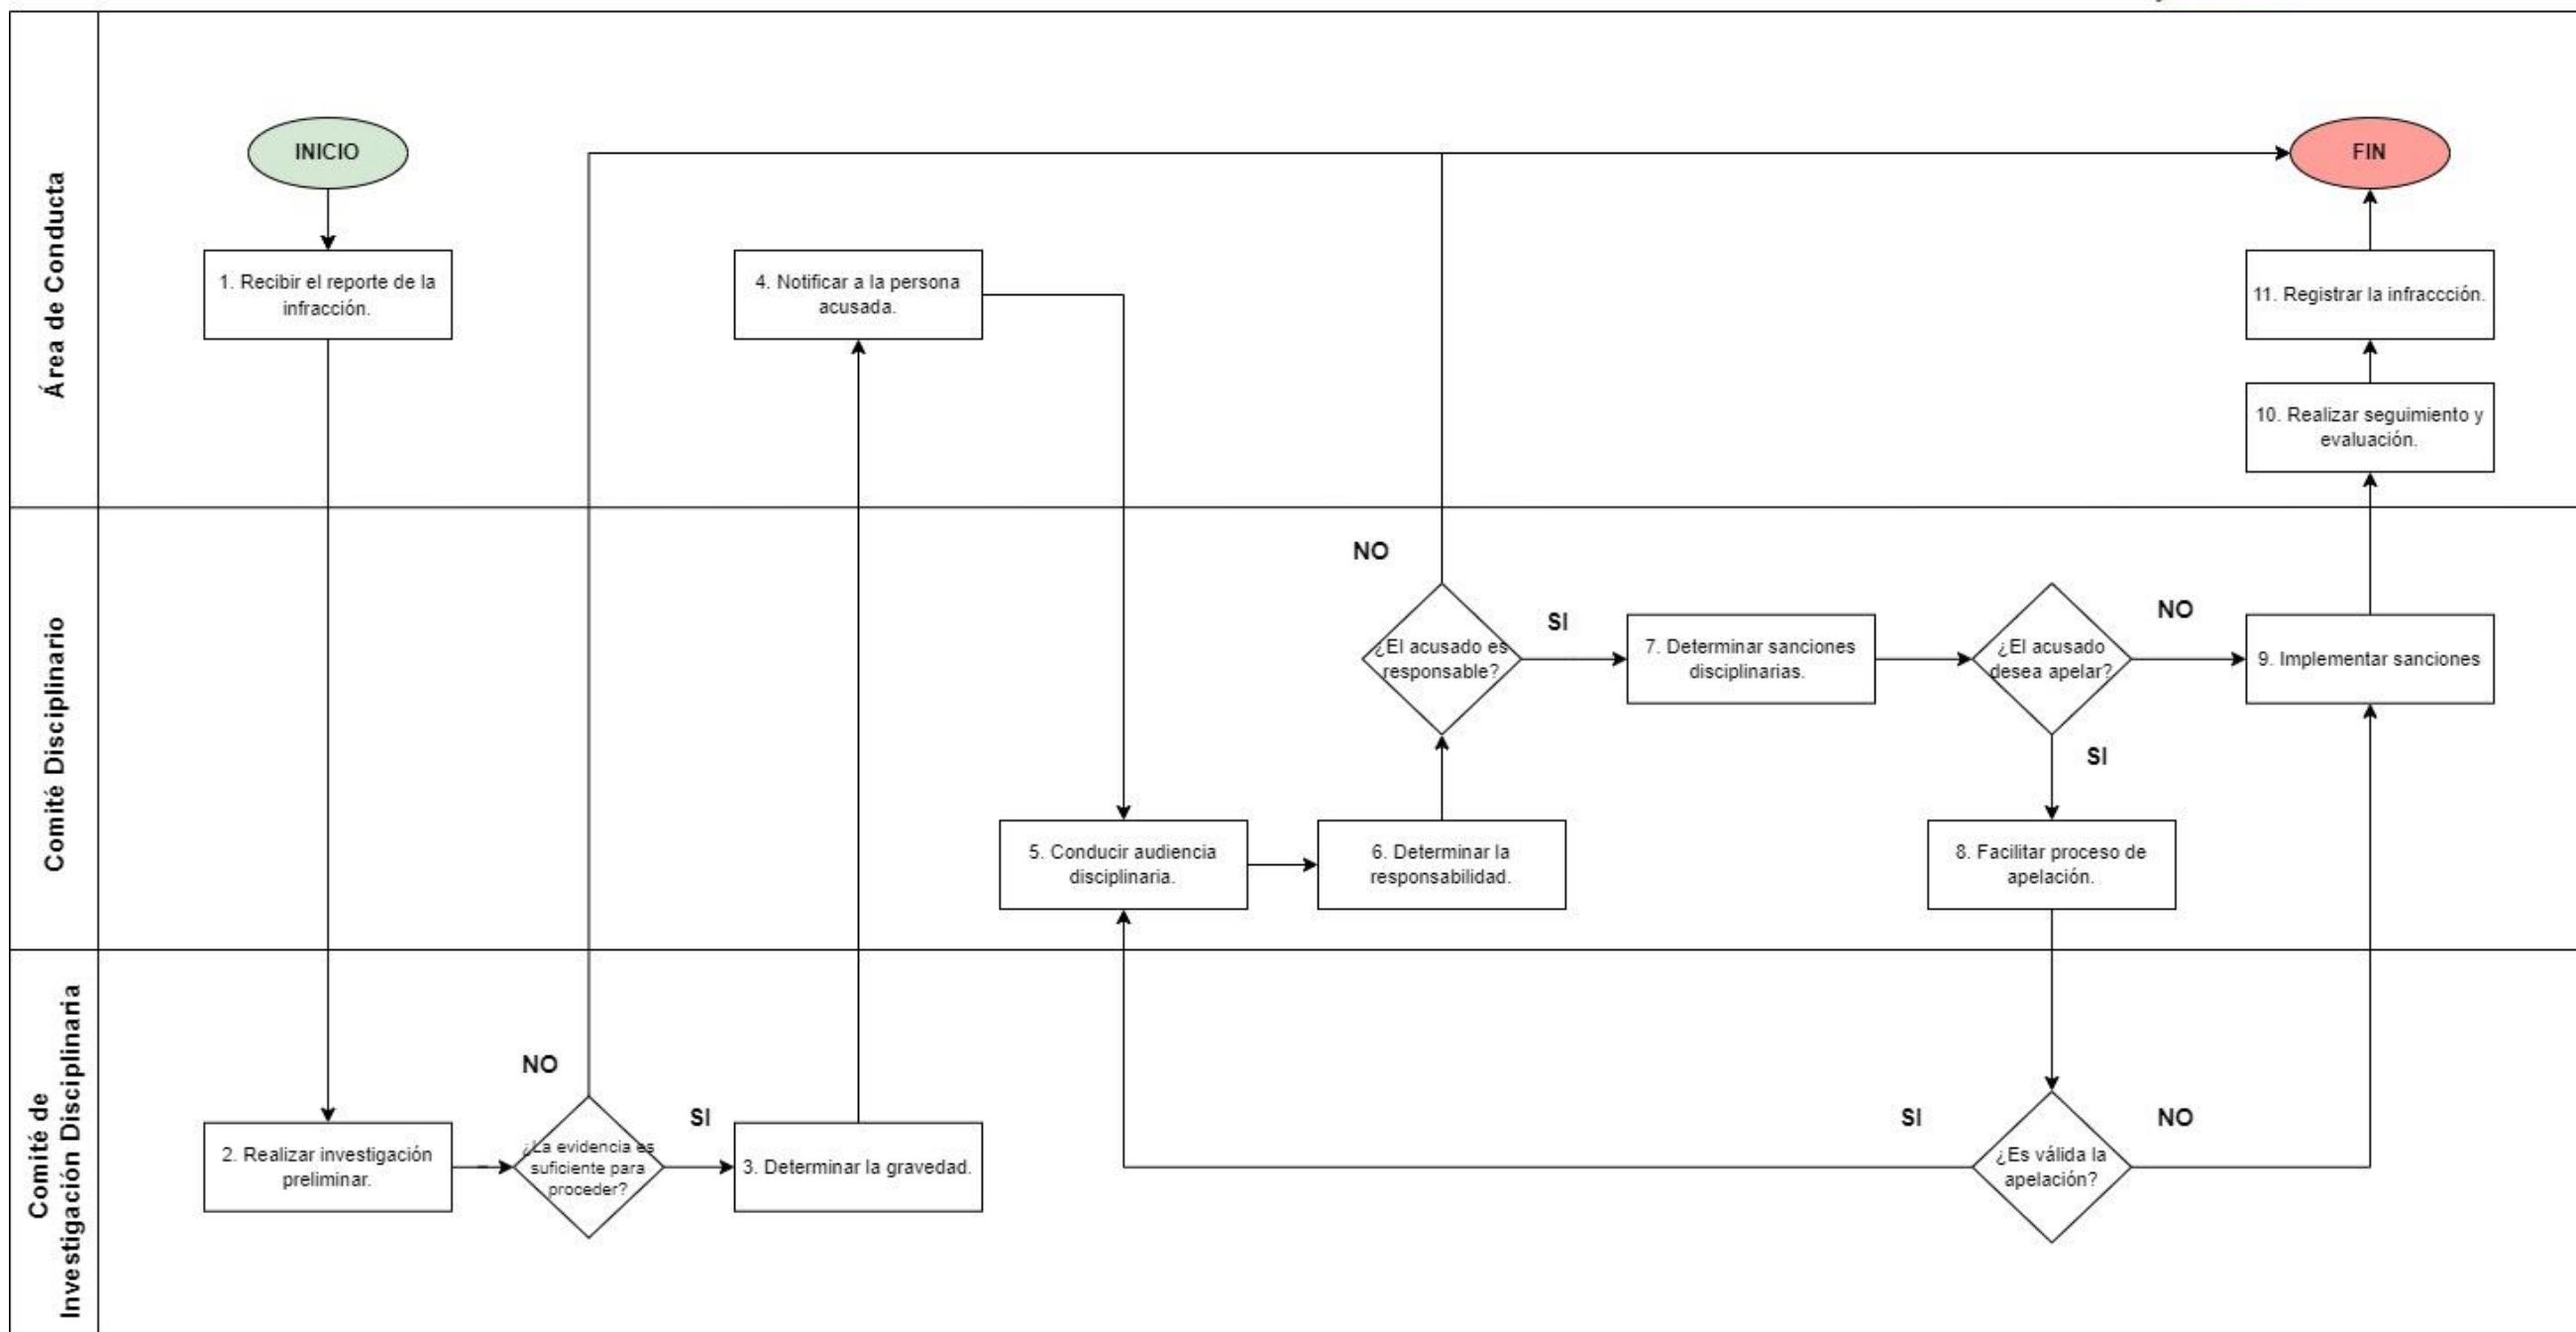 Área de Conducta
INICIO
FIN
1. Recibir el reporte de la
infracción.
4. Notificar a la persona
acusada.
11. Registrar la infraccción.
10. Realizar seguimiento y
evaluación.
Comité Disciplinario
NO
¿El acusado es
responsable?
SI
7. Determinar sanciones
disciplinarias.
¿El acusado
desea apelar?
NO
9. Implementar sanciones
SI
5. Conducir audiencia
disciplinaria.
6. Determinar la
responsabilidad.
8. Facilitar proceso de
apelación.
Comité de
Investigación Disciplinaria
2. Realizar investigación
preliminar.
NO
¿La evidencia es
suficiente para
proceder?
SI
3. Determinar la gravedad.
SI
¿Es válida la
apelación?
NO